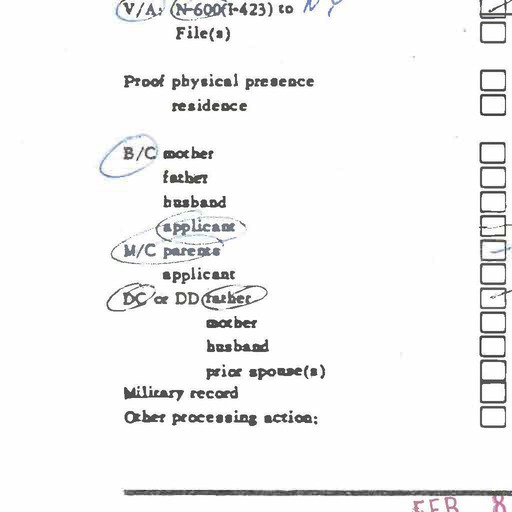 V/A: N-600(I-423) to NY
File(s)
Proof physical presence
residence
B/C mother
father
husband
applicant
M/C parents
applicant
DC or DD father
mother
husband
prior spouse(s)
Military record
Other processing action:
FEB 8